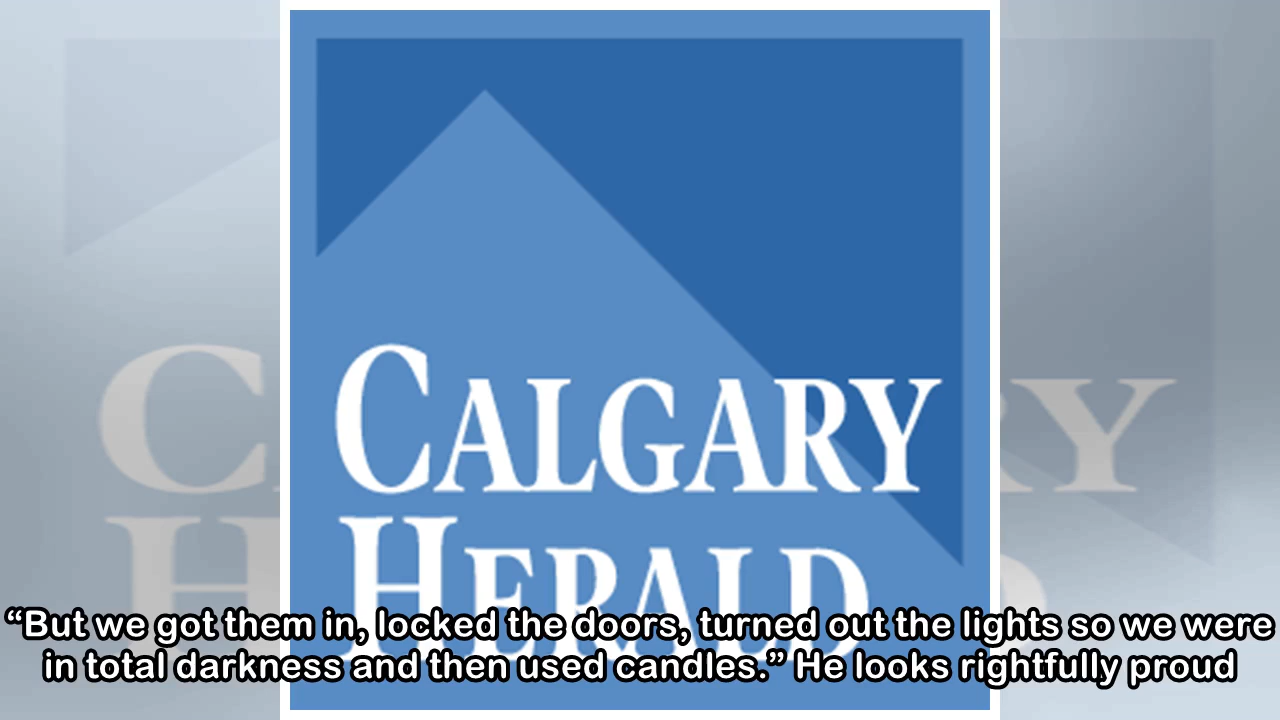 CALGARY
HERALD
“But we got them in, locked the doors, turned out the lights so we were
in total darkness and then used candles.” He looks rightfully proud